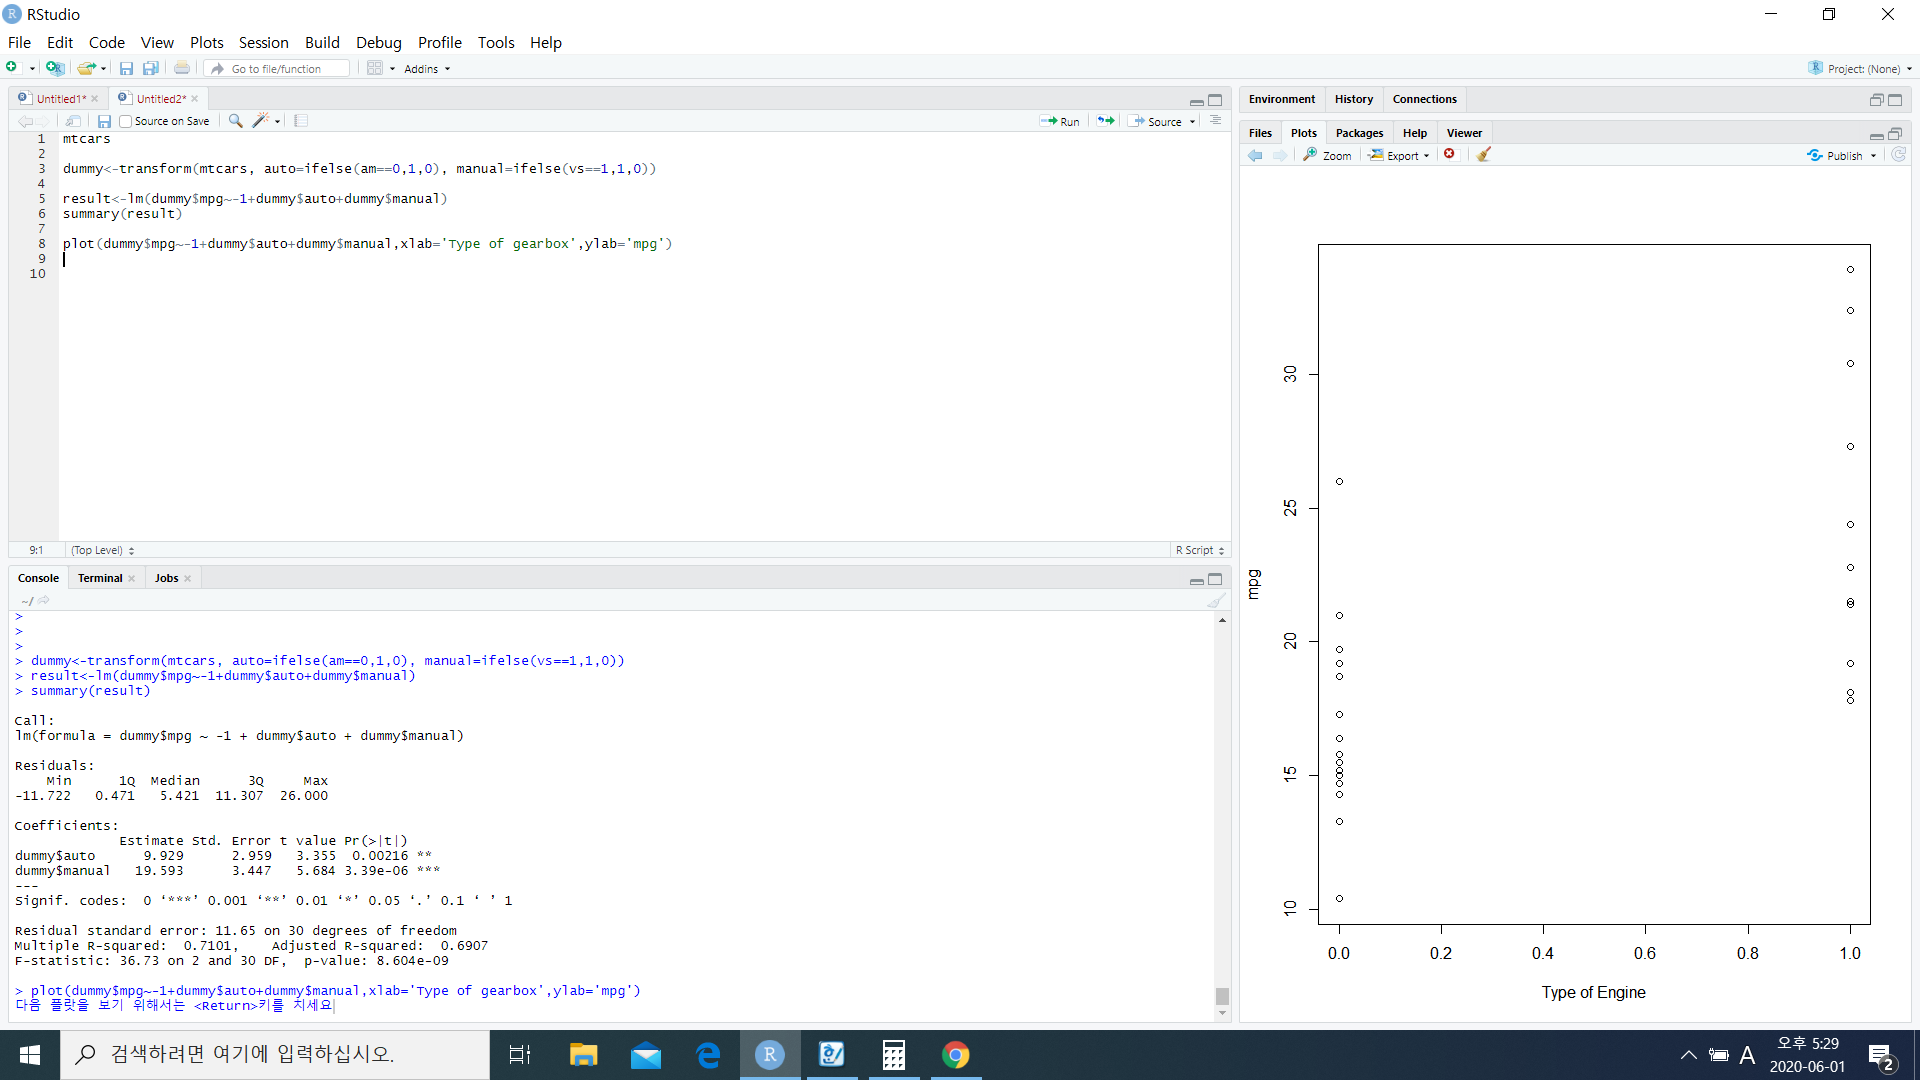 RStudio
File Edit Code View Plots Session Build Debug Profile Tools Help
Go to file/function Addins Project: (None)
Untitled1* Untitled2*
Source on Save Run Source
1 mtcars
2
3 dummy<-transform(mtcars, auto=ifelse(am==0,1,0), manual=ifelse(vs==1,1,0))
4
5 result<-lm(dummy$mpg~-1+dummy$auto+dummy$manual)
6 summary(result)
7
8 plot(dummy$mpg~-1+dummy$auto+dummy$manual,xlab='Type of gearbox',ylab='mpg')
9
10
9:1 (Top Level) R Script
Console Terminal Jobs
~/
>
>
>
> dummy<-transform(mtcars, auto=ifelse(am==0,1,0), manual=ifelse(vs==1,1,0))
> result<-lm(dummy$mpg~-1+dummy$auto+dummy$manual)
> summary(result)
Call:
lm(formula = dummy$mpg ~ -1 + dummy$auto + dummy$manual)
Residuals:
Min 1Q Median 3Q Max
-11.722 0.471 5.421 11.307 26.000
Coefficients:
Estimate Std. Error t value Pr(>|t|)
dummy$auto 9.929 2.959 3.355 0.00216 **
dummy$manual 19.593 3.447 5.684 3.39e-06 ***
---
Signif. codes: 0 ‘***’ 0.001 ‘**’ 0.01 ‘*’ 0.05 ‘.’ 0.1 ‘ ’ 1
Residual standard error: 11.65 on 30 degrees of freedom
Multiple R-squared: 0.7101, Adjusted R-squared: 0.6907
F-statistic: 36.73 on 2 and 30 DF, p-value: 8.604e-09
> plot(dummy$mpg~-1+dummy$auto+dummy$manual,xlab='Type of gearbox',ylab='mpg')
다음 플랏을 보기 위해서는 <Return>키를 치세요
Environment History Connections
Files Plots Packages Help Viewer
Zoom Export Publish
30
25
mpg
20
15
10
0.0 0.2 0.4 0.6 0.8 1.0
Type of Engine
검색하려면 여기에 입력하십시오.
A 오후 5:29
2020-06-01
2